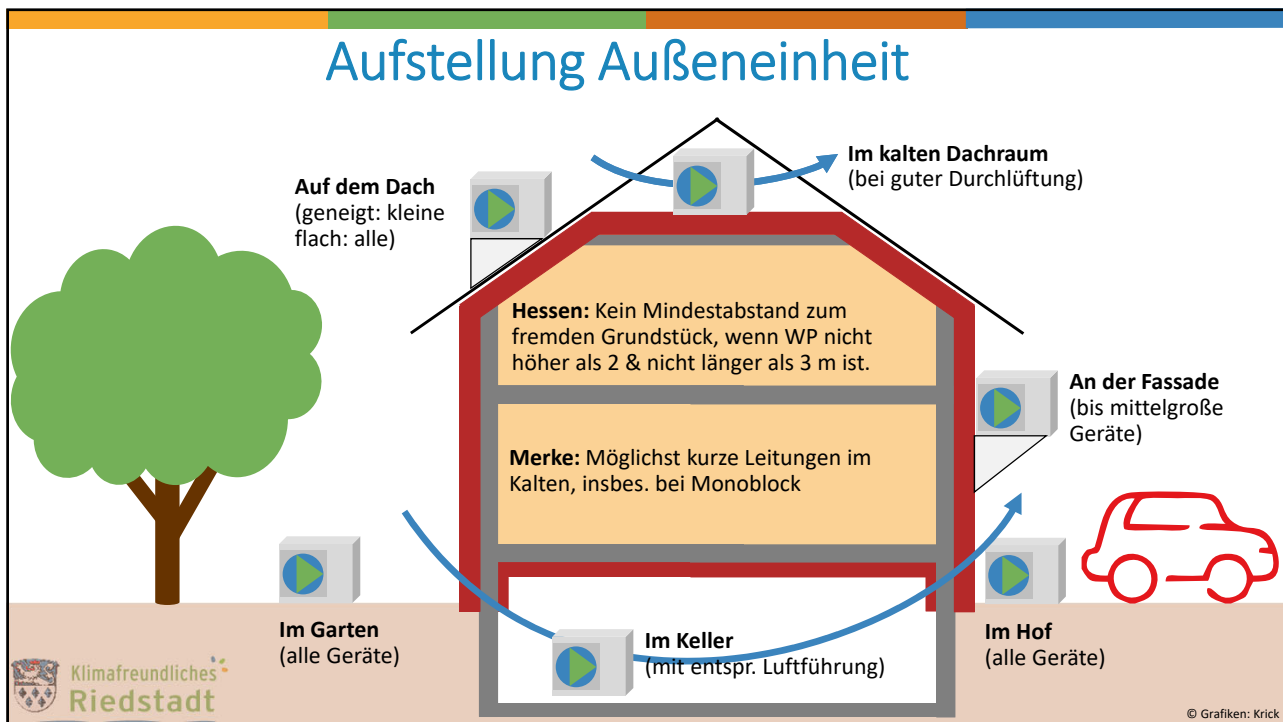 Aufstellung Außeneinheit
Auf dem Dach
(geneigt: kleine
flach: alle)
Im kalten Dachraum
(bei guter Durchlüftung)
Hessen: Kein Mindestabstand zum
fremden Grundstück, wenn WP nicht
höher als 2 & nicht länger als 3 m ist.
An der Fassade
(bis mittelgroße
Geräte)
Merke: Möglichst kurze Leitungen im
Kalten, insbes. bei Monoblock
Im Garten
(alle Geräte)
Im Keller
(mit entspr. Luftführung)
Im Hof
(alle Geräte)
Klimafreundliches
Riedstadt
© Grafiken: Krick